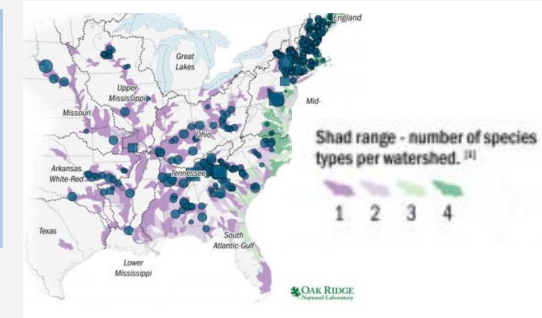 England
Great
Lakes
Upper-
Mississippi
Mid-
Missouri
Ohio
Shad range - number of species
types per watershed. [1]
Arkansas
White-Red
Tennessee
1 2 3 4
Texas
South
Atlantic-Gulf
Lower
Mississippi
OAK RIDGE
National Laboratory